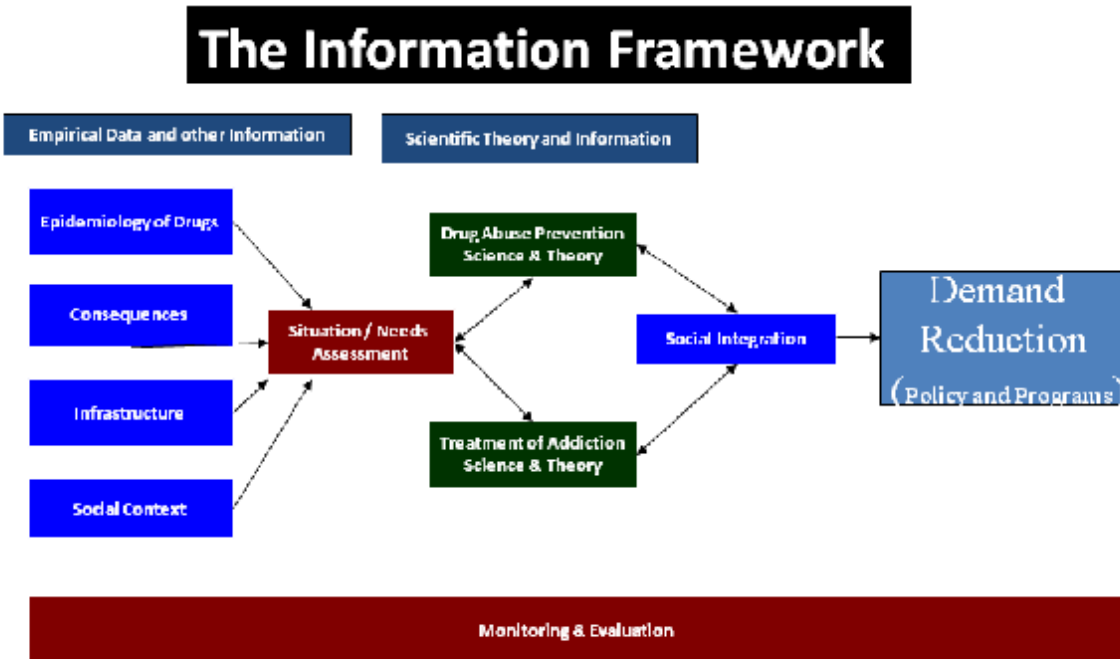 The Information Framework
Empirical Data and other Information
Scientific Theory and Information
Epidemiology of Drugs
Consequences
Infrastructure
Social Context
Situation / Needs
Assessment
Drug Abuse Prevention
Science & Theory
Treatment of Addiction
Science & Theory
Social Integration
Demand
Reduction
(Policy and Programs)
Monitoring & Evaluation